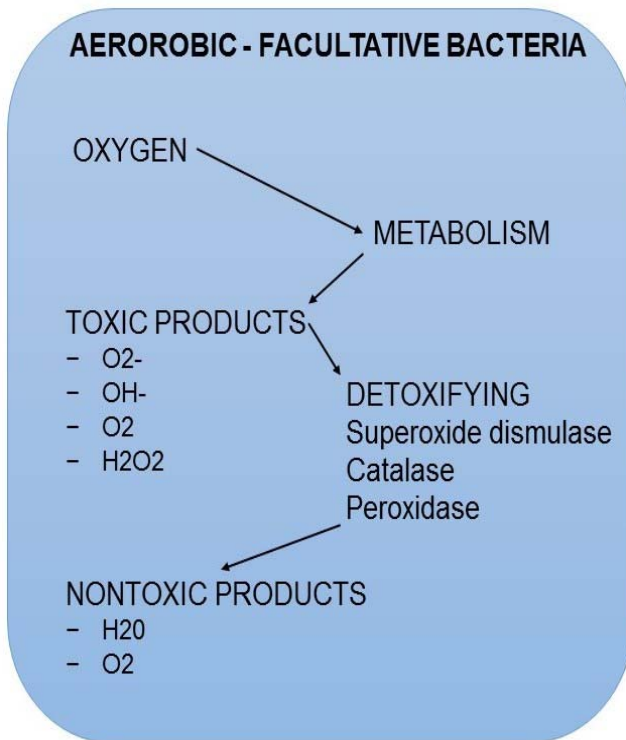 AEROROBIC - FACULTATIVE BACTERIA
OXYGEN
METABOLISM
TOXIC PRODUCTS
− O2-
− OH-
− O2
− H2O2
DETOXIFYING
Superoxide dismulase
Catalase
Peroxidase
NONTOXIC PRODUCTS
− H20
− O2